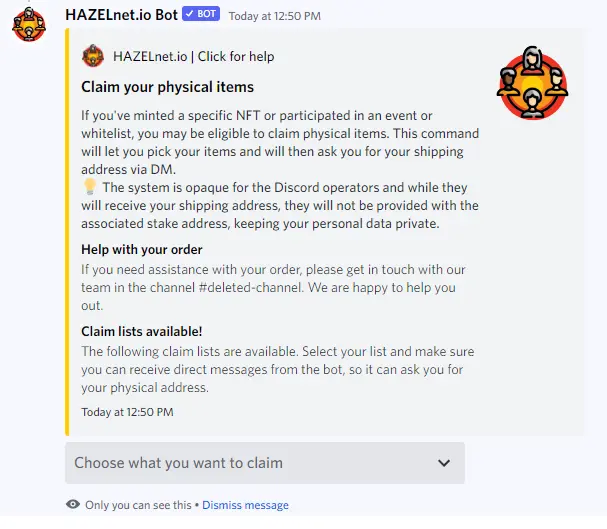 HAZELnet.io Bot ✓ BOT Today at 12:50 PM
HAZELnet.io | Click for help
Claim your physical items
If you've minted a specific NFT or participated in an event or
whitelist, you may be eligible to claim physical items. This command
will let you pick your items and will then ask you for your shipping
address via DM.
💡 The system is opaque for the Discord operators and while they
will receive your shipping address, they will not be provided with the
associated stake address, keeping your personal data private.
Help with your order
If you need assistance with your order, please get in touch with our
team in the channel #deleted-channel. We are happy to help you
out.
Claim lists available!
The following claim lists are available. Select your list and make sure
you can receive direct messages from the bot, so it can ask you for
your physical address.
Today at 12:50 PM
Choose what you want to claim
Only you can see this • Dismiss message